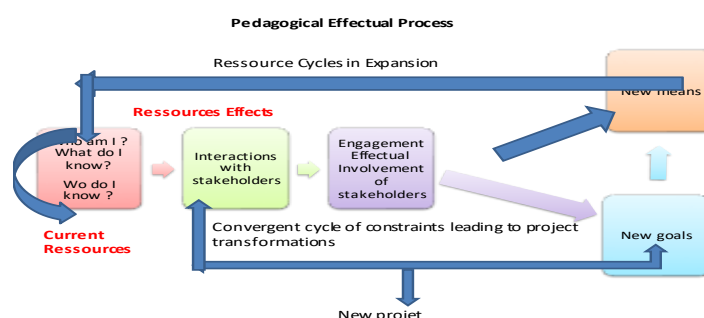 Pedagogical Effectual Process
Ressource Cycles in Expansion
New means
Ressources Effects
Who am I ?
What do I
know?
Wo do I
know ?
Interactions
with
stakeholders
Engagement
Effectual
Involvement
of
stakeholders
Current
Ressources
Convergent cycle of constraints leading to project
transformations
New goals
New projet